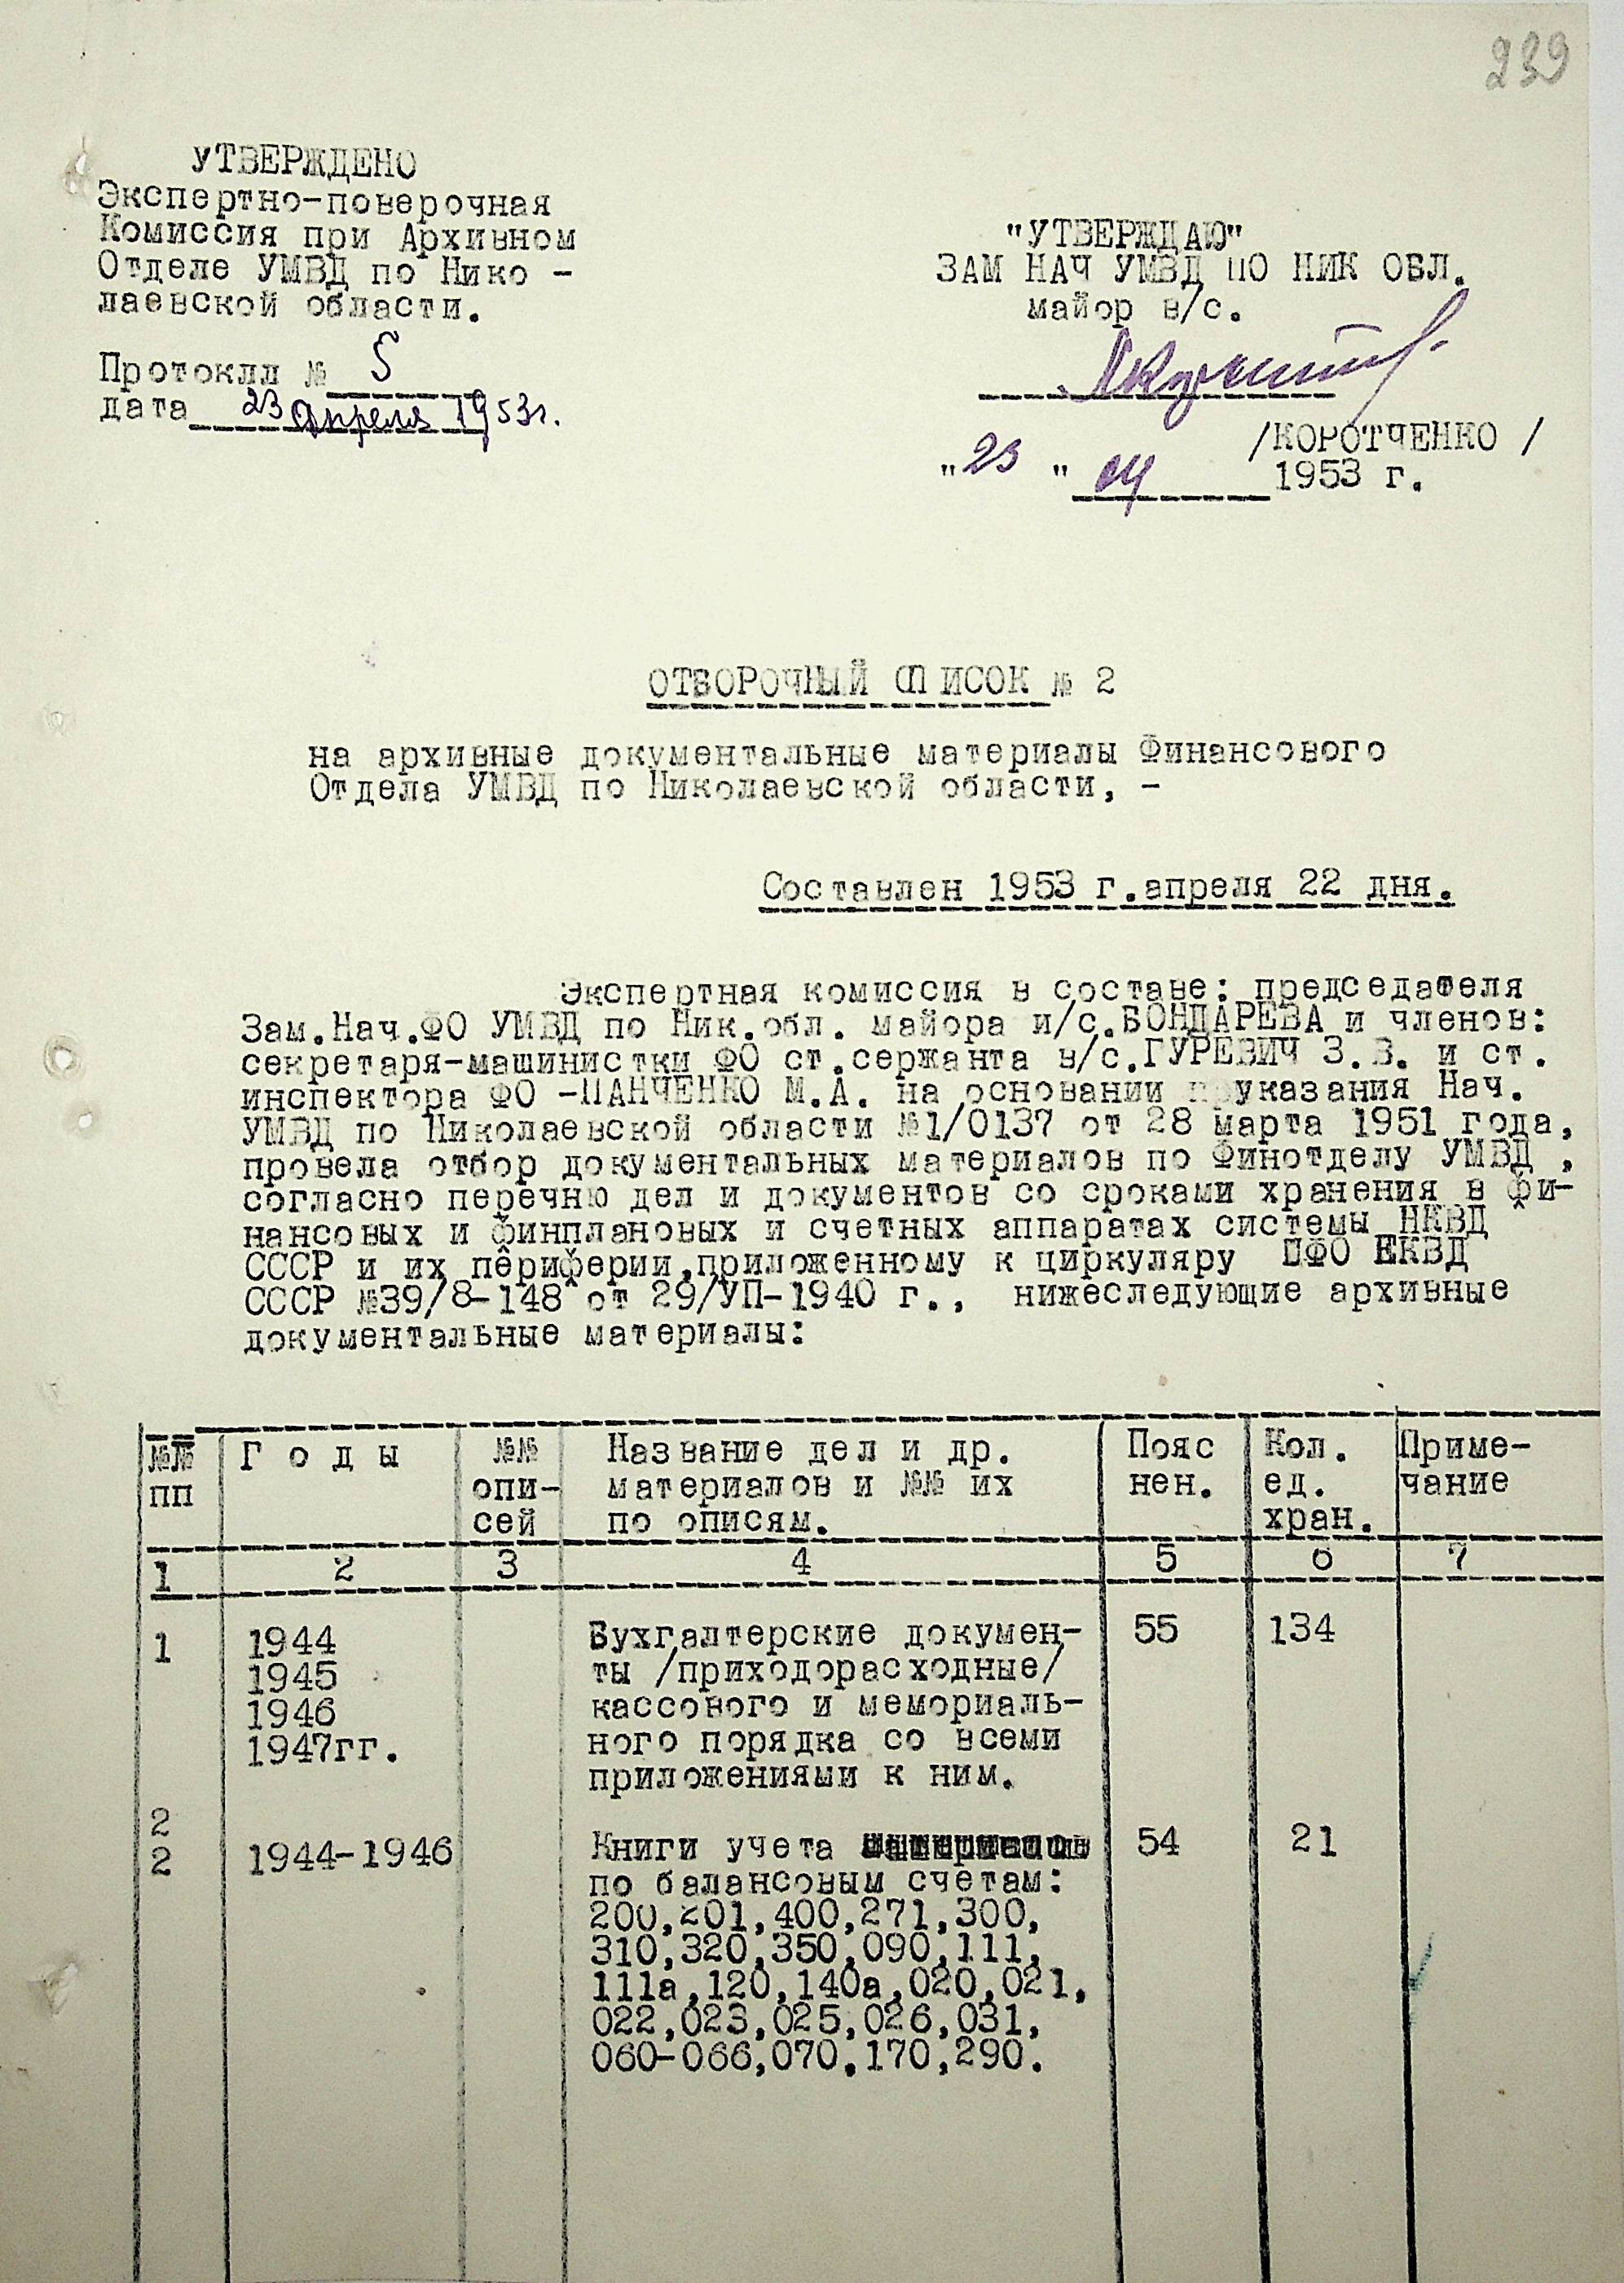 239
УТВЕРЖДЕНО
Экспертно-поверочная
Комиссия при Архивном
Отделе УМВД по Нико -
лаевской области.
Протокол № 5
дата 23 апреля 1953г.
"УТВЕРЖДАЮ"
ЗАМ НАЧ УМВД ПО НИК ОБЛ.
майор в/с.
/КОРОТЧЕНКО /
"23" 04 1953 г.
ОТБОРОЧНЫЙ СПИСОК № 2
на архивные документальные материалы Финансового
Отдела УМВД по Николаевской области, -
Составлен 1953 г.апреля 22 дня.
Экспертная комиссия в составе: председателя
Зам.Нач.ФО УМВД по Ник.обл. майора и/с.БОНДАРЕВА и членов:
секретаря-машинистки ФО ст.сержанта в/с.ГУРЕВИЧ З.В. и ст.
инспектора ФО -ПАНЧЕНКО М.А. на основании указания Нач.
УМВД по Николаевской области №1/0137 от 28 марта 1951 года,
провела отбор документальных материалов по Финотделу УМВД ,
согласно перечню дел и документов со сроками хранения в фи-
нансовых и финплановых и счетных аппаратах системы НКВД
СССР и их периферии,приложенному к циркуляру ЦФО НКВД
СССР №39/8-148 от 29/УП-1940 г., нижеследующие архивные
документальные материалы:
№№ пп | Г о д ы | №№ опи-сей | Название дел и др. материалов и №№ их по описям. | Пояс нен. | Кол. ед. хран. | Приме-чание
1 2 3 4 5 6 7
1 1944 Бухгалтерские докумен- 55 134
1945 ты /приходорасходные/
1946 кассового и мемориаль-
1947гг. ного порядка со всеми
приложениями к ним.
2
2 1944-1946 Книги учета 54 21
по балансовым счетам:
200,201,400,271,300,
310,320,350,090,111,
111а,120,140а,020,021,
022,023,025,026,031,
060-066,070,170,290.